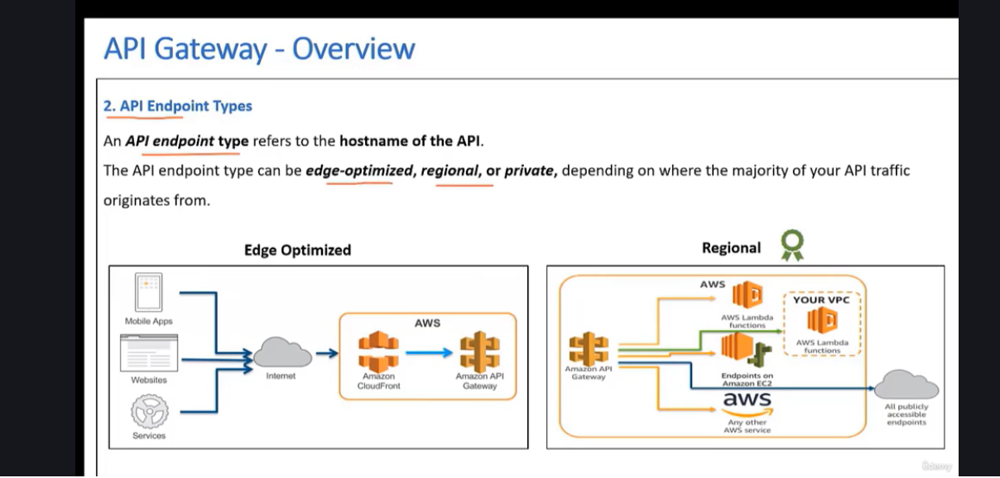 API Gateway - Overview
2. API Endpoint Types
An API endpoint type refers to the hostname of the API.
The API endpoint type can be edge-optimized, regional, or private, depending on where the majority of your API traffic
originates from.
Edge Optimized
Mobile Apps
Websites
Services
Internet
AWS
Amazon
CloudFront
Amazon API
Gateway
Regional
Amazon API
Gateway
AWS
AWS Lambda
functions
Endpoints on
Amazon EC2
aws
Any other
AWS service
YOUR VPC
AWS Lambda
functions
All publicly
accessible
endpoints
ûdemy